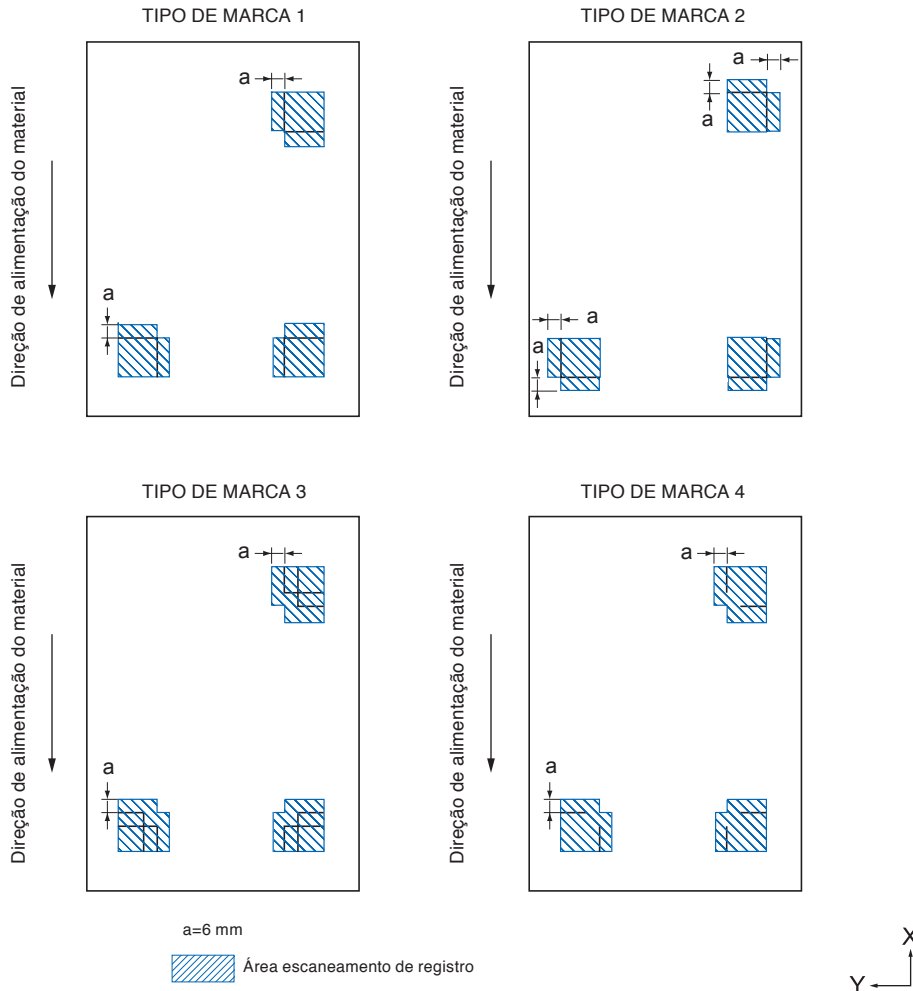 TIPO DE MARCA 1
Direção de alimentação do material
a
a
TIPO DE MARCA 2
Direção de alimentação do material
a
a
a
a
TIPO DE MARCA 3
Direção de alimentação do material
a
a
TIPO DE MARCA 4
Direção de alimentação do material
a
a
a=6 mm
Área escaneamento de registro
X
Y